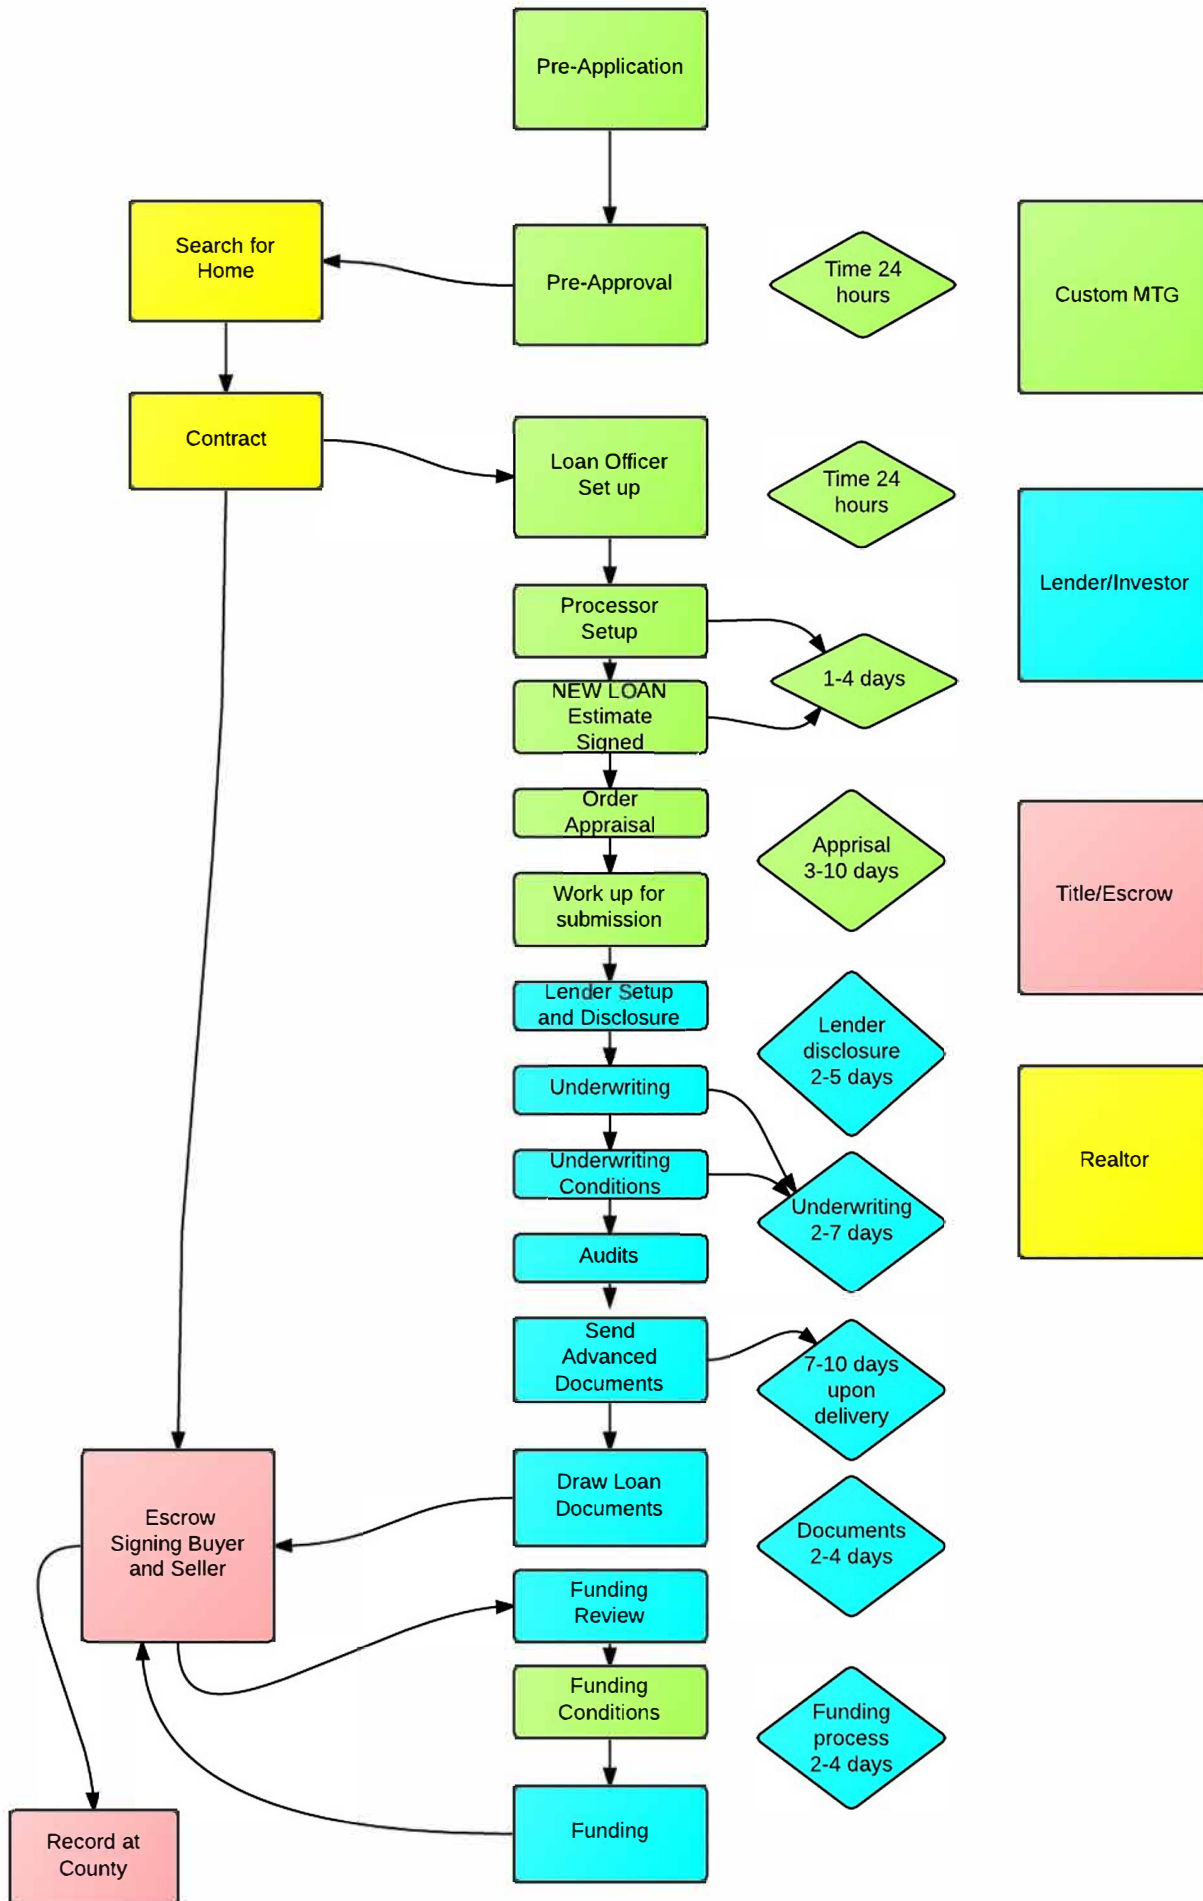 Pre-Application
Search for
Home
Pre-Approval
Time 24
hours
Custom MTG
Contract
Loan Officer
Set up
Time 24
hours
Lender/Investor
Processor
Setup
1-4 days
NEW LOAN
Estimate
Signed
Order
Appraisal
Apprisal
3-10 days
Title/Escrow
Work up for
submission
Lender Setup
and Disclosure
Lender
disclosure
2-5 days
Underwriting
Realtor
Underwriting
Conditions
Underwriting
2-7 days
Audits
Send
Advanced
Documents
7-10 days
upon
delivery
Draw Loan
Documents
Escrow
Signing Buyer
and Seller
Documents
2-4 days
Funding
Review
Funding
Conditions
Funding
process
2-4 days
Funding
Record at
County